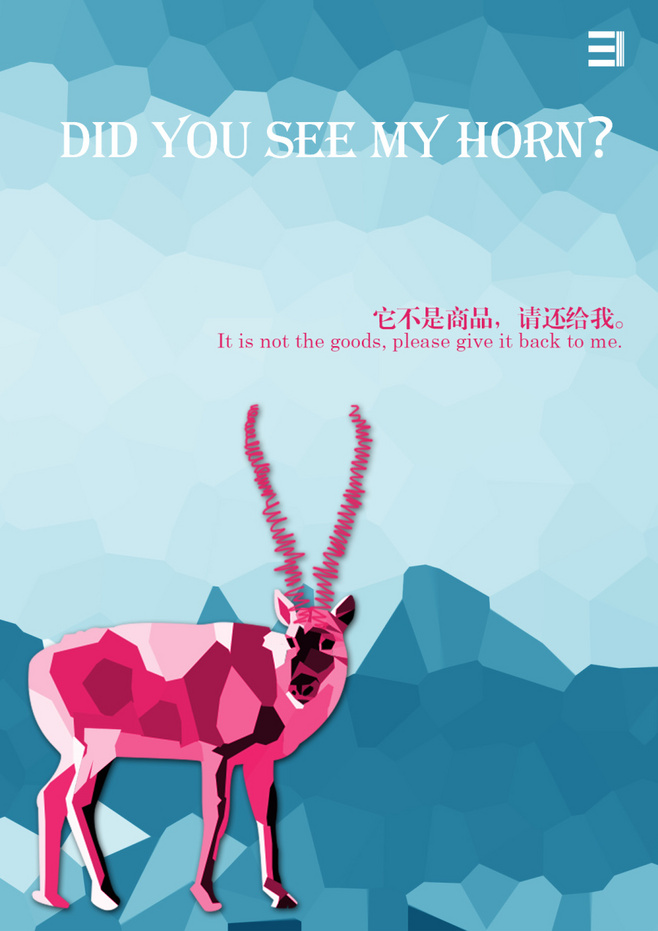 DID YOU SEE MY HORN?
它不是商品，请还给我。
It is not the goods, please give it back to me.